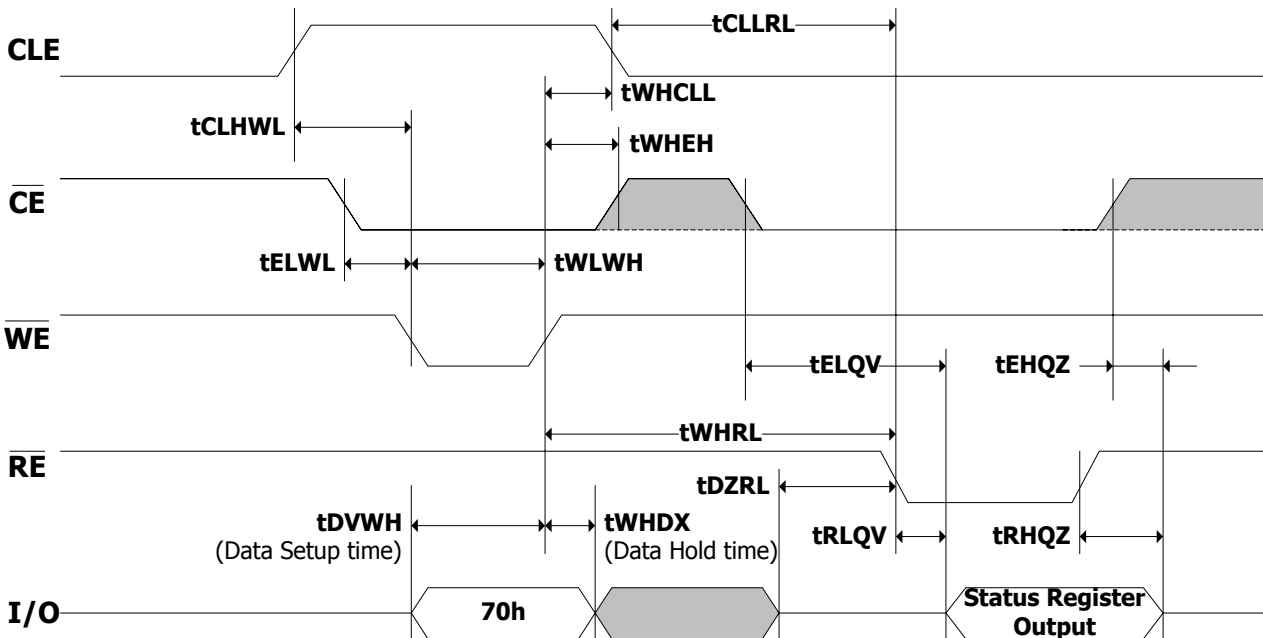 tCLLRL
CLE
tWHCLL
tCLHWL
tWHEH
CE
tELWL
tWLWH
WE
tELQV
tEHQZ
tWHRL
RE
tDZRL
tDVWH
(Data Setup time)
tWHDX
(Data Hold time)
tRLQV
tRHQZ
I/O
70h
Status Register
Output